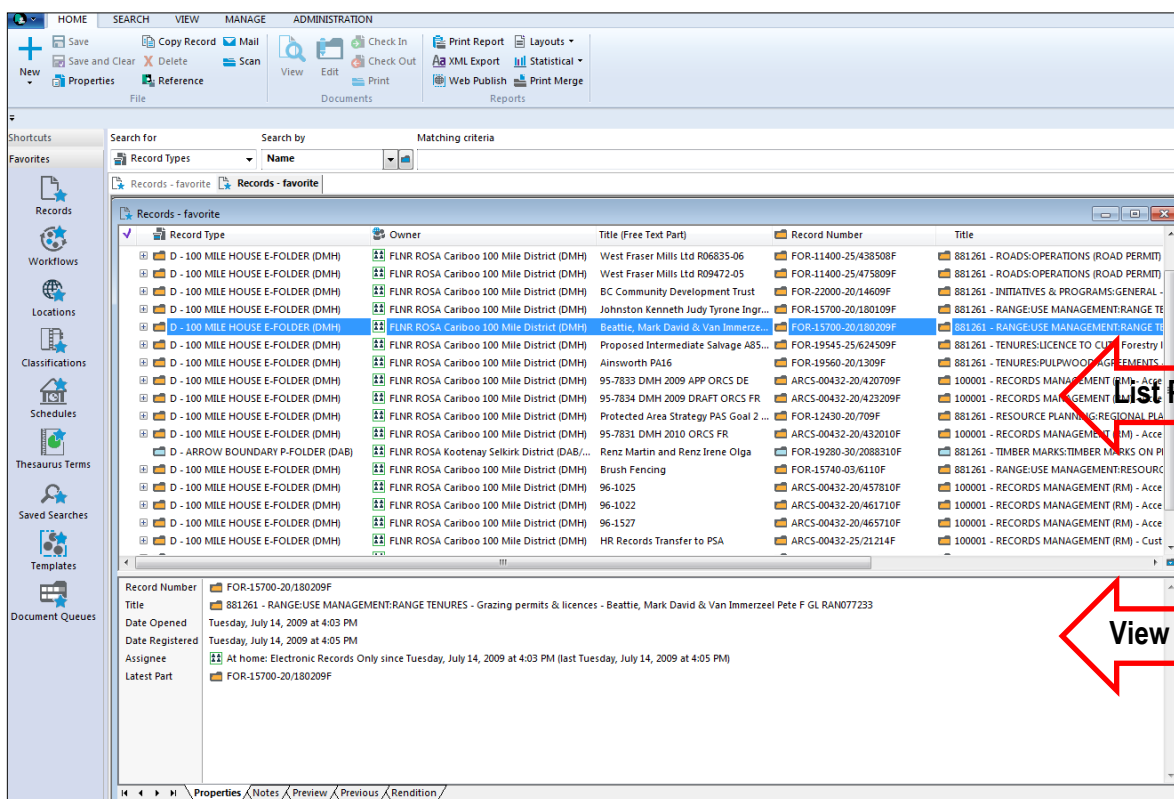 HOME SEARCH VIEW MANAGE ADMINISTRATION
Save Copy Record Mail Check In Print Report Layouts
Save and Clear Delete Scan Check Out XML Export Statistical
New Properties Reference View Edit Print Web Publish Print Merge
File Documents Reports
Shortcuts Search for Search by Matching criteria
Favorites Record Types Name
Records - favorite Records - favorite
Records
Workflows
Locations
Classifications
Schedules
Thesaurus Terms
Saved Searches
Templates
Document Queues
Records - favorite
Record Type Owner Title (Free Text Part) Record Number Title
D - 100 MILE HOUSE E-FOLDER (DMH) FLNR ROSA Cariboo 100 Mile District (DMH) West Fraser Mills Ltd R06835-06 FOR-11400-25/438508F 881261 - ROADS:OPERATIONS (ROAD PERMIT)
D - 100 MILE HOUSE E-FOLDER (DMH) FLNR ROSA Cariboo 100 Mile District (DMH) West Fraser Mills Ltd R09472-05 FOR-11400-25/475809F 881261 - ROADS:OPERATIONS (ROAD PERMIT)
D - 100 MILE HOUSE E-FOLDER (DMH) FLNR ROSA Cariboo 100 Mile District (DMH) BC Community Development Trust FOR-22000-20/14609F 881261 - INITIATIVES & PROGRAMS:GENERAL -
D - 100 MILE HOUSE E-FOLDER (DMH) FLNR ROSA Cariboo 100 Mile District (DMH) Johnston Kenneth Judy Tyrone Ingr... FOR-15700-20/180109F 881261 - RANGE:USE MANAGEMENT:RANGE TE
D - 100 MILE HOUSE E-FOLDER (DMH) FLNR ROSA Cariboo 100 Mile District (DMH) Beattie, Mark David & Van Immerze... FOR-15700-20/180209F 881261 - RANGE:USE MANAGEMENT:RANGE TE
D - 100 MILE HOUSE E-FOLDER (DMH) FLNR ROSA Cariboo 100 Mile District (DMH) Proposed Intermediate Salvage A85... FOR-19545-25/624509F 881261 - TENURES:LICENCE TO CUT Forestry l
D - 100 MILE HOUSE E-FOLDER (DMH) FLNR ROSA Cariboo 100 Mile District (DMH) Ainsworth PA16 FOR-19560-20/1309F 881261 - TENURES:PULPWOOD AGREEMENTS
D - 100 MILE HOUSE E-FOLDER (DMH) FLNR ROSA Cariboo 100 Mile District (DMH) 95-7833 DMH 2009 APP ORCS DE ARCS-00432-20/420709F 100001 - RECORDS MANAGEMENT (RM) - Acce
D - 100 MILE HOUSE E-FOLDER (DMH) FLNR ROSA Cariboo 100 Mile District (DMH) 95-7834 DMH 2009 DRAFT ORCS FR ARCS-00432-20/423209F 100001 - RECORDS MANAGEMENT
List
D - 100 MILE HOUSE E-FOLDER (DMH) FLNR ROSA Cariboo 100 Mile District (DMH) Protected Area Strategy PAS Goal 2 ... FOR-12430-20/709F 881261 - RESOURCE PLANNING:REGIONAL PLA
D - 100 MILE HOUSE E-FOLDER (DMH) FLNR ROSA Cariboo 100 Mile District (DMH) 95-7831 DMH 2010 ORCS FR ARCS-00432-20/432010F 100001 - RECORDS MANAGEMENT (RM) - Acce
D - ARROW BOUNDARY P-FOLDER (DAB) FLNR ROSA Kootenay Selkirk District (DAB/... Renz Martin and Renz Irene Olga FOR-19280-30/2088310F 881261 - TIMBER MARKS:TIMBER MARKS ON P
D - 100 MILE HOUSE E-FOLDER (DMH) FLNR ROSA Cariboo 100 Mile District (DMH) Brush Fencing FOR-15740-03/6110F 881261 - RANGE:USE MANAGEMENT:RESOURC
D - 100 MILE HOUSE E-FOLDER (DMH) FLNR ROSA Cariboo 100 Mile District (DMH) 96-1025 ARCS-00432-20/457810F 100001 - RECORDS MANAGEMENT (RM) - Acce
D - 100 MILE HOUSE E-FOLDER (DMH) FLNR ROSA Cariboo 100 Mile District (DMH) 96-1022 ARCS-00432-20/461710F 100001 - RECORDS MANAGEMENT (RM) - Acce
D - 100 MILE HOUSE E-FOLDER (DMH) FLNR ROSA Cariboo 100 Mile District (DMH) 96-1527 ARCS-00432-20/465710F 100001 - RECORDS MANAGEMENT (RM) - Acce
D - 100 MILE HOUSE E-FOLDER (DMH) FLNR ROSA Cariboo 100 Mile District (DMH) HR Records Transfer to PSA ARCS-00432-25/21214F 100001 - RECORDS MANAGEMENT (RM) - Cust
Record Number FOR-15700-20/180209F
Title 881261 - RANGE:USE MANAGEMENT:RANGE TENURES - Grazing permits & licences - Beattie, Mark David & Van Immerzeel Pete F GL RAN077233
Date Opened Tuesday, July 14, 2009 at 4:03 PM
Date Registered Tuesday, July 14, 2009 at 4:05 PM
View
Assignee At home: Electronic Records Only since Tuesday, July 14, 2009 at 4:03 PM (last Tuesday, July 14, 2009 at 4:05 PM)
Latest Part FOR-15700-20/180209F
Properties Notes Preview Previous Rendition